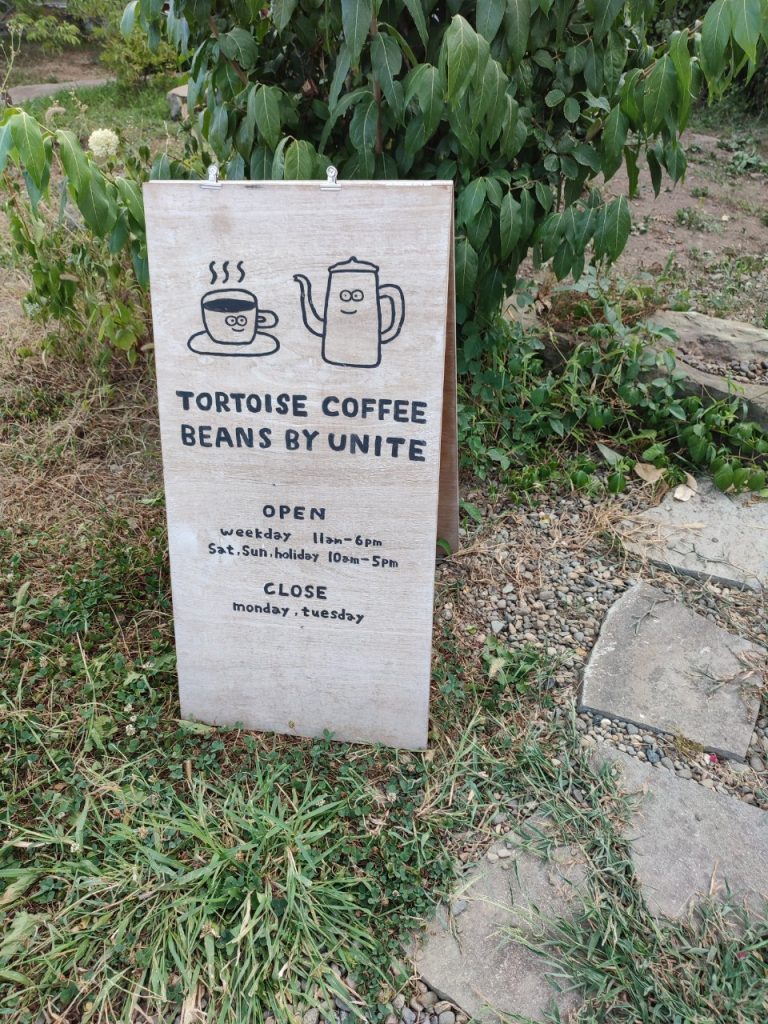 TORTOISE COFFEE
BEANS BY UNITE
OPEN
weekday 11am-6pm
Sat, Sun, holiday 10am-5pm
CLOSE
monday, tuesday